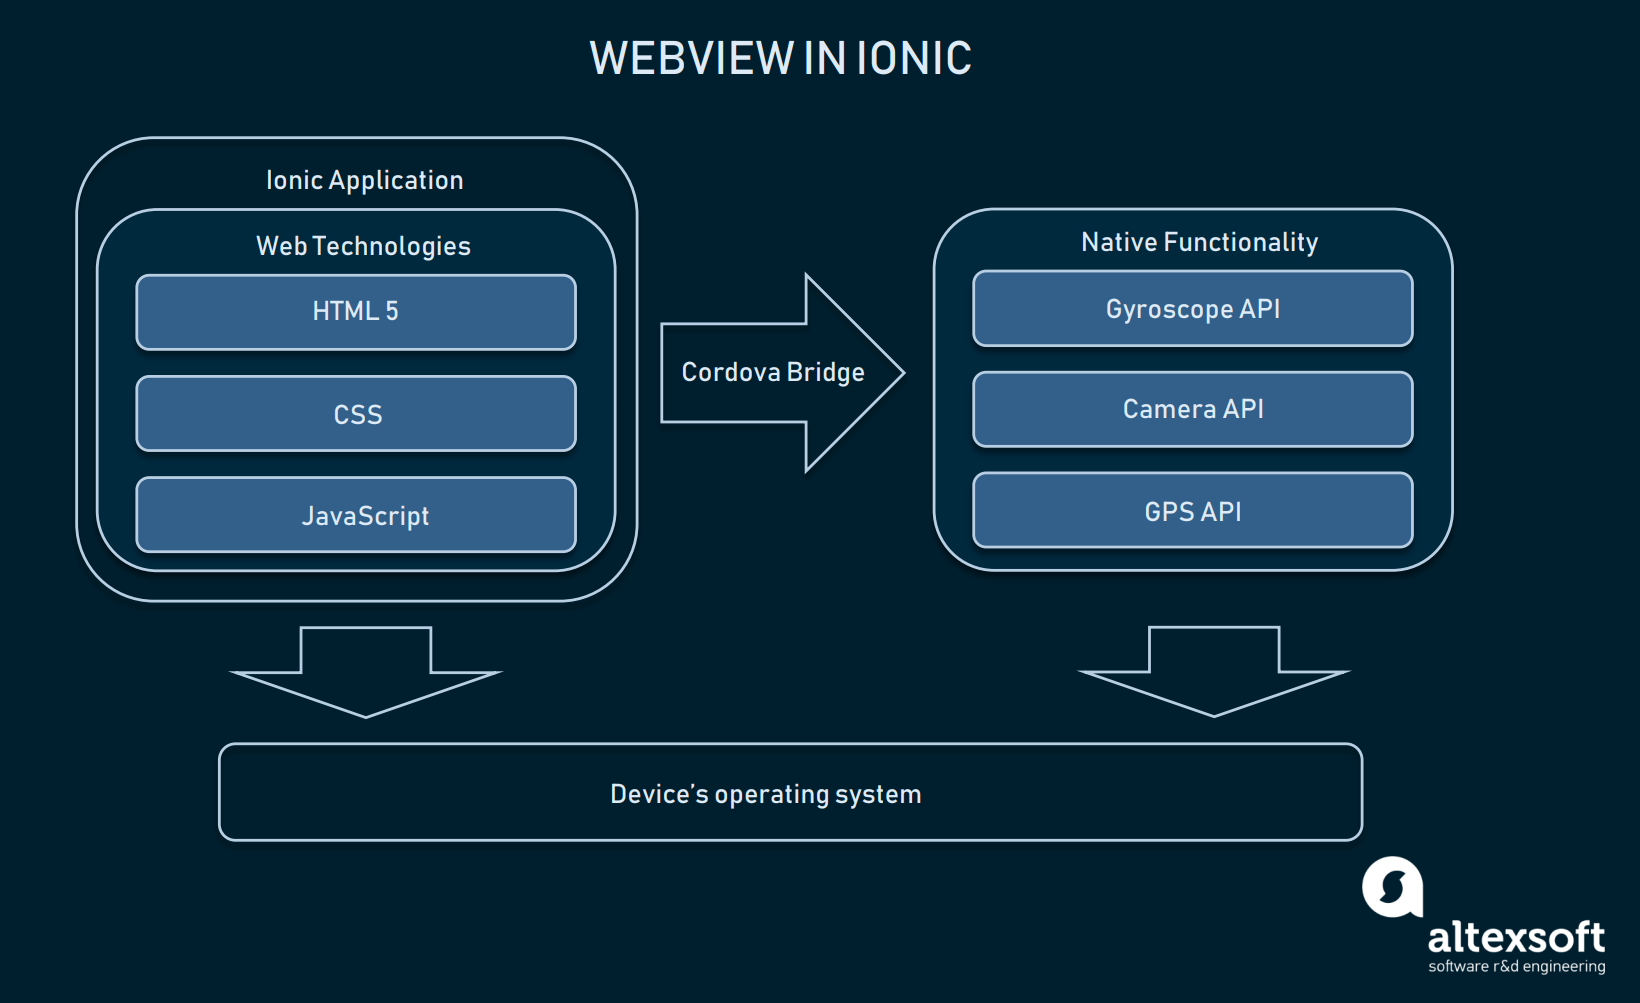 WEBVIEW IN IONIC
Ionic Application
Web Technologies
HTML 5
CSS
JavaScript
Cordova Bridge
Native Functionality
Gyroscope API
Camera API
GPS API
Device’s operating system
altexsoft
software r&d engineering